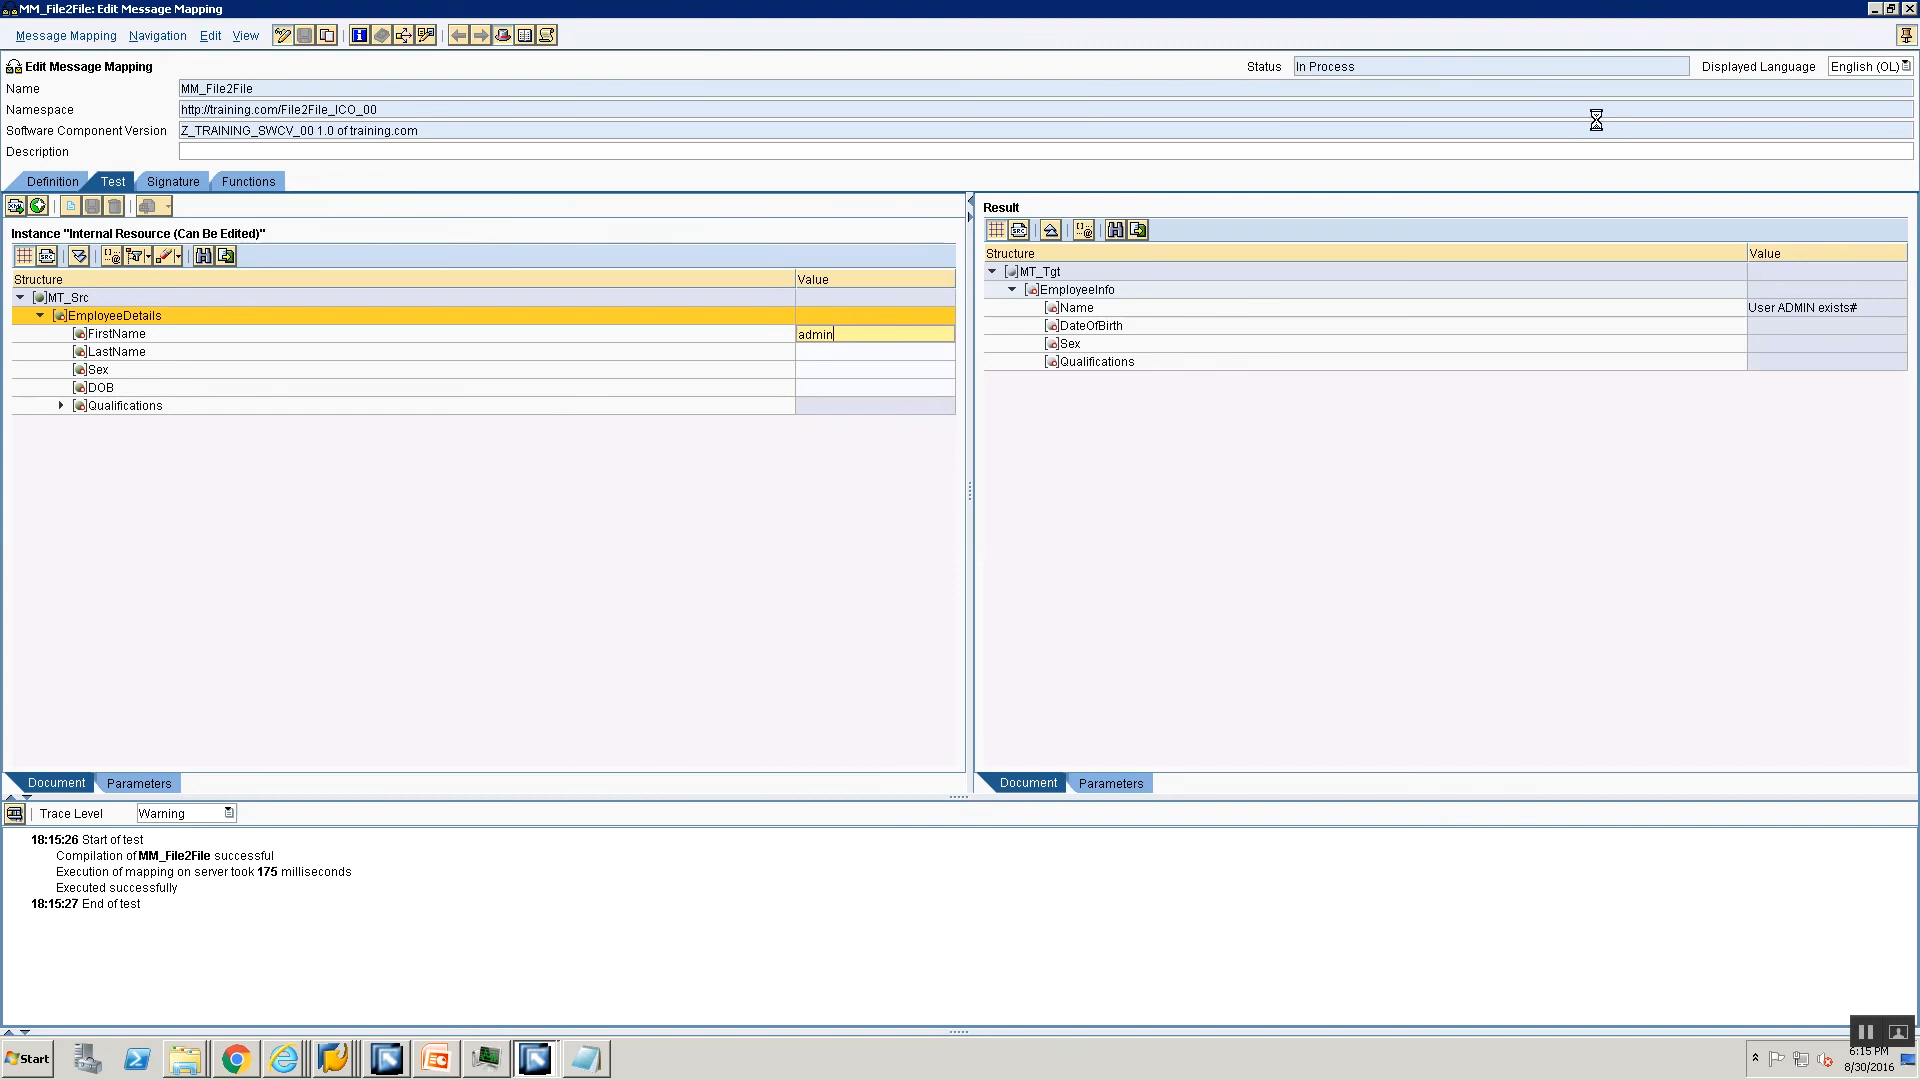 MM_File2File: Edit Message Mapping
Message Mapping Navigation Edit View
Edit Message Mapping
Status In Process Displayed Language English (OL)
Name MM_File2File
Namespace http://training.com/File2File_ICO_00
Software Component Version Z_TRAINING_SWCV_00 1.0 of training.com
Description
Definition Test Signature Functions
Instance "Internal Resource (Can Be Edited)"
Structure Value
MT_Src
EmployeeDetails
FirstName admin
LastName
Sex
DOB
Qualifications
Document Parameters
Result
Structure Value
MT_Tgt
EmployeeInfo
Name User ADMIN exists#
DateOfBirth
Sex
Qualifications
Document Parameters
Trace Level Warning
18:15:26 Start of test
Compilation of MM_File2File successful
Execution of mapping on server took 175 milliseconds
Executed successfully
18:15:27 End of test
Start
6:15 PM
8/30/2016